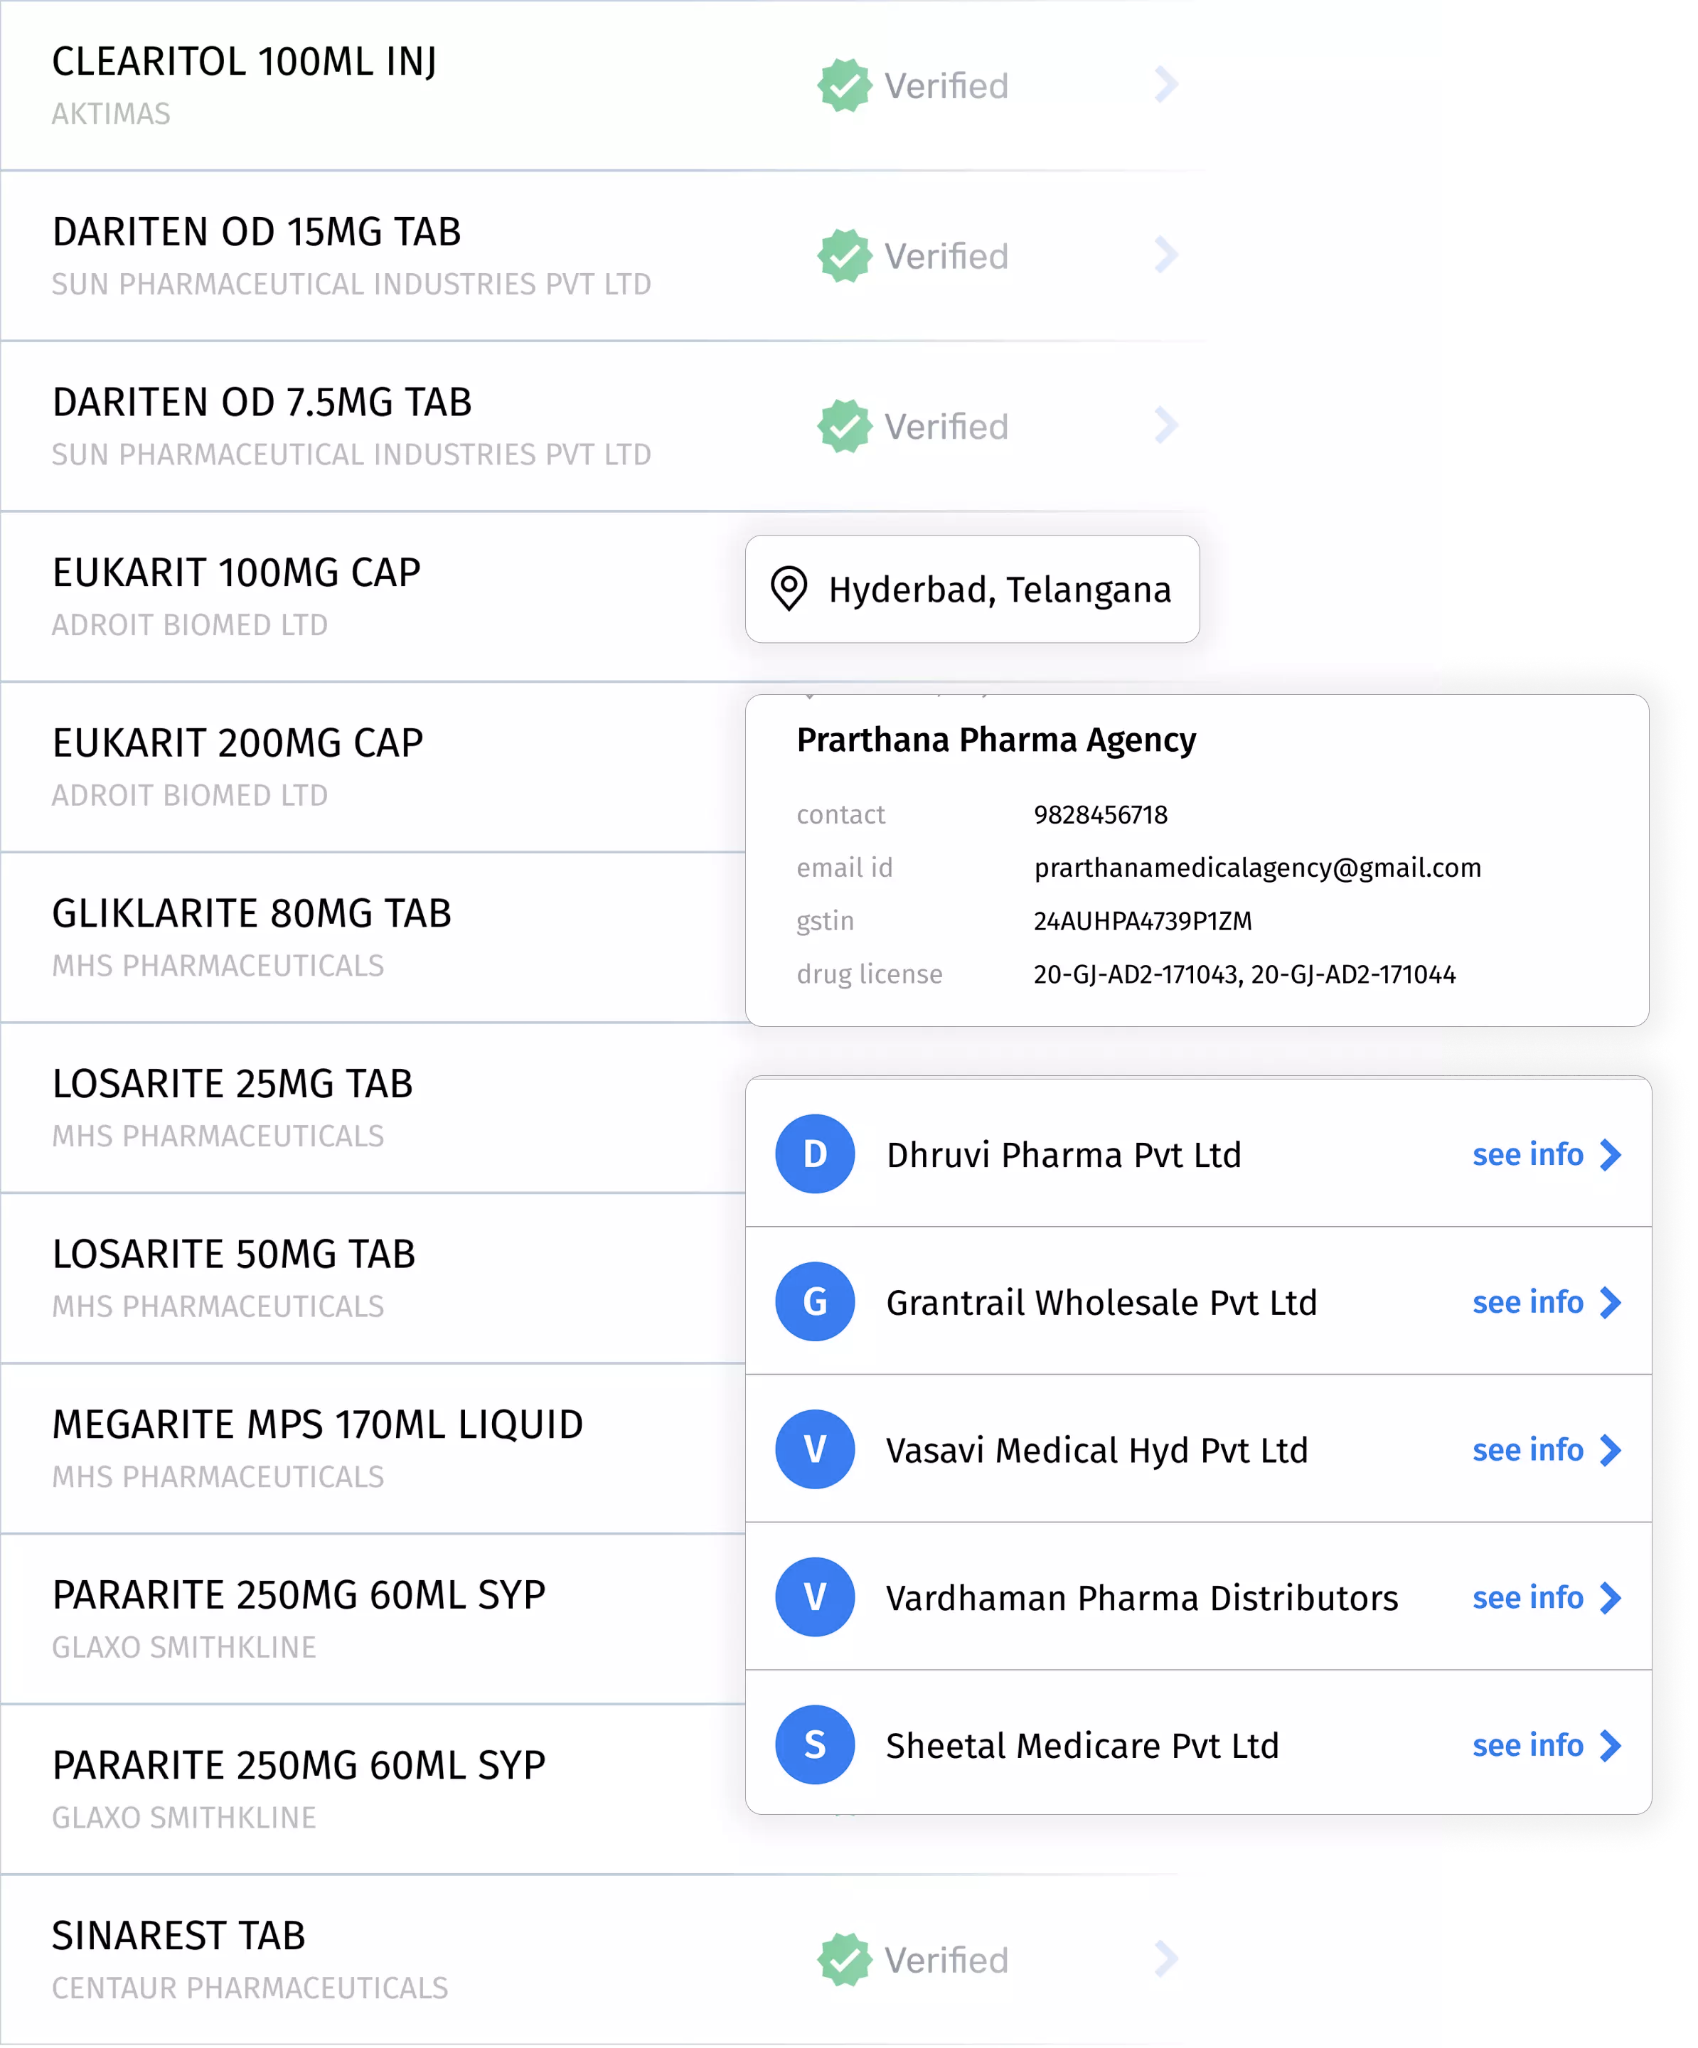 CLEARITOL 100ML INJ
AKTIMAS
Verified
DARITEN OD 15MG TAB
SUN PHARMACEUTICAL INDUSTRIES PVT LTD
Verified
DARITEN OD 7.5MG TAB
SUN PHARMACEUTICAL INDUSTRIES PVT LTD
Verified
EUKARIT 100MG CAP
ADROIT BIOMED LTD
EUKARIT 200MG CAP
ADROIT BIOMED LTD
GLIKLARITE 80MG TAB
MHS PHARMACEUTICALS
LOSARITE 25MG TAB
MHS PHARMACEUTICALS
LOSARITE 50MG TAB
MHS PHARMACEUTICALS
MEGARITE MPS 170ML LIQUID
MHS PHARMACEUTICALS
PARARITE 250MG 60ML SYP
GLAXO SMITHKLINE
PARARITE 250MG 60ML SYP
GLAXO SMITHKLINE
SINAREST TAB
CENTAUR PHARMACEUTICALS
Verified
Hyderbad, Telangana
Prarthana Pharma Agency
contact 9828456718
email id prarthanamedicalagency@gmail.com
gstin 24AUHPA4739P1ZM
drug license 20-GJ-AD2-171043, 20-GJ-AD2-171044
D Dhruvi Pharma Pvt Ltd see info
G Grantrail Wholesale Pvt Ltd see info
V Vasavi Medical Hyd Pvt Ltd see info
V Vardhaman Pharma Distributors see info
S Sheetal Medicare Pvt Ltd see info